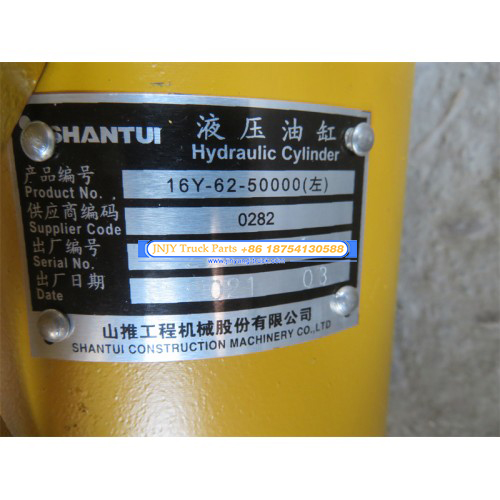 SHANTUI
液压油缸
Hydraulic Cylinder
产品编号
Product No.
16Y-62-50000(左)
供应商编码
Supplier Code
0282
出厂编号
Serial No.
JNJY Truck Parts +86 18754130588
出厂日期
Date
021 03
山推工程机械股份有限公司
SHANTUI CONSTRUCTION MACHINERY CO.,LTD